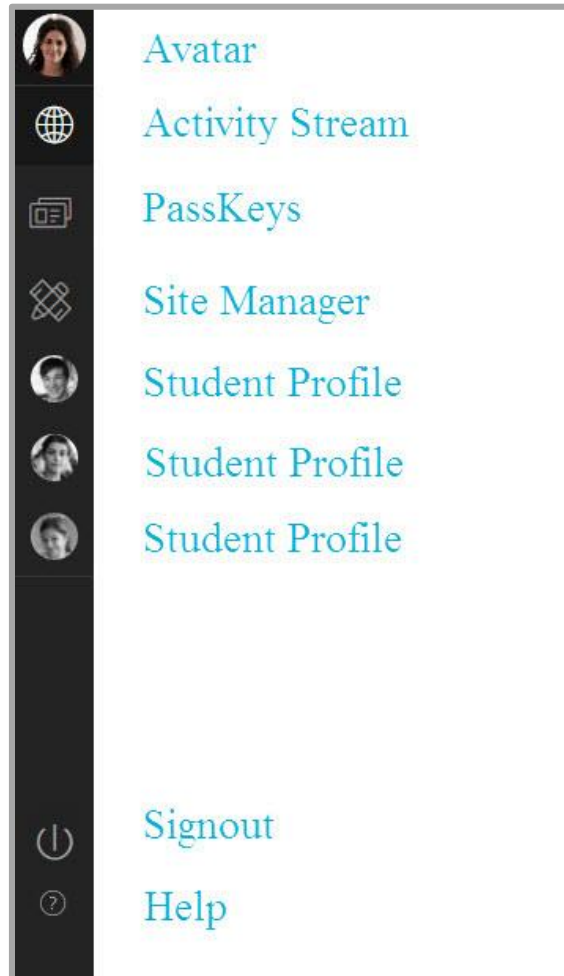 Avatar
Activity Stream
PassKeys
Site Manager
Student Profile
Student Profile
Student Profile
Signout
?
Help